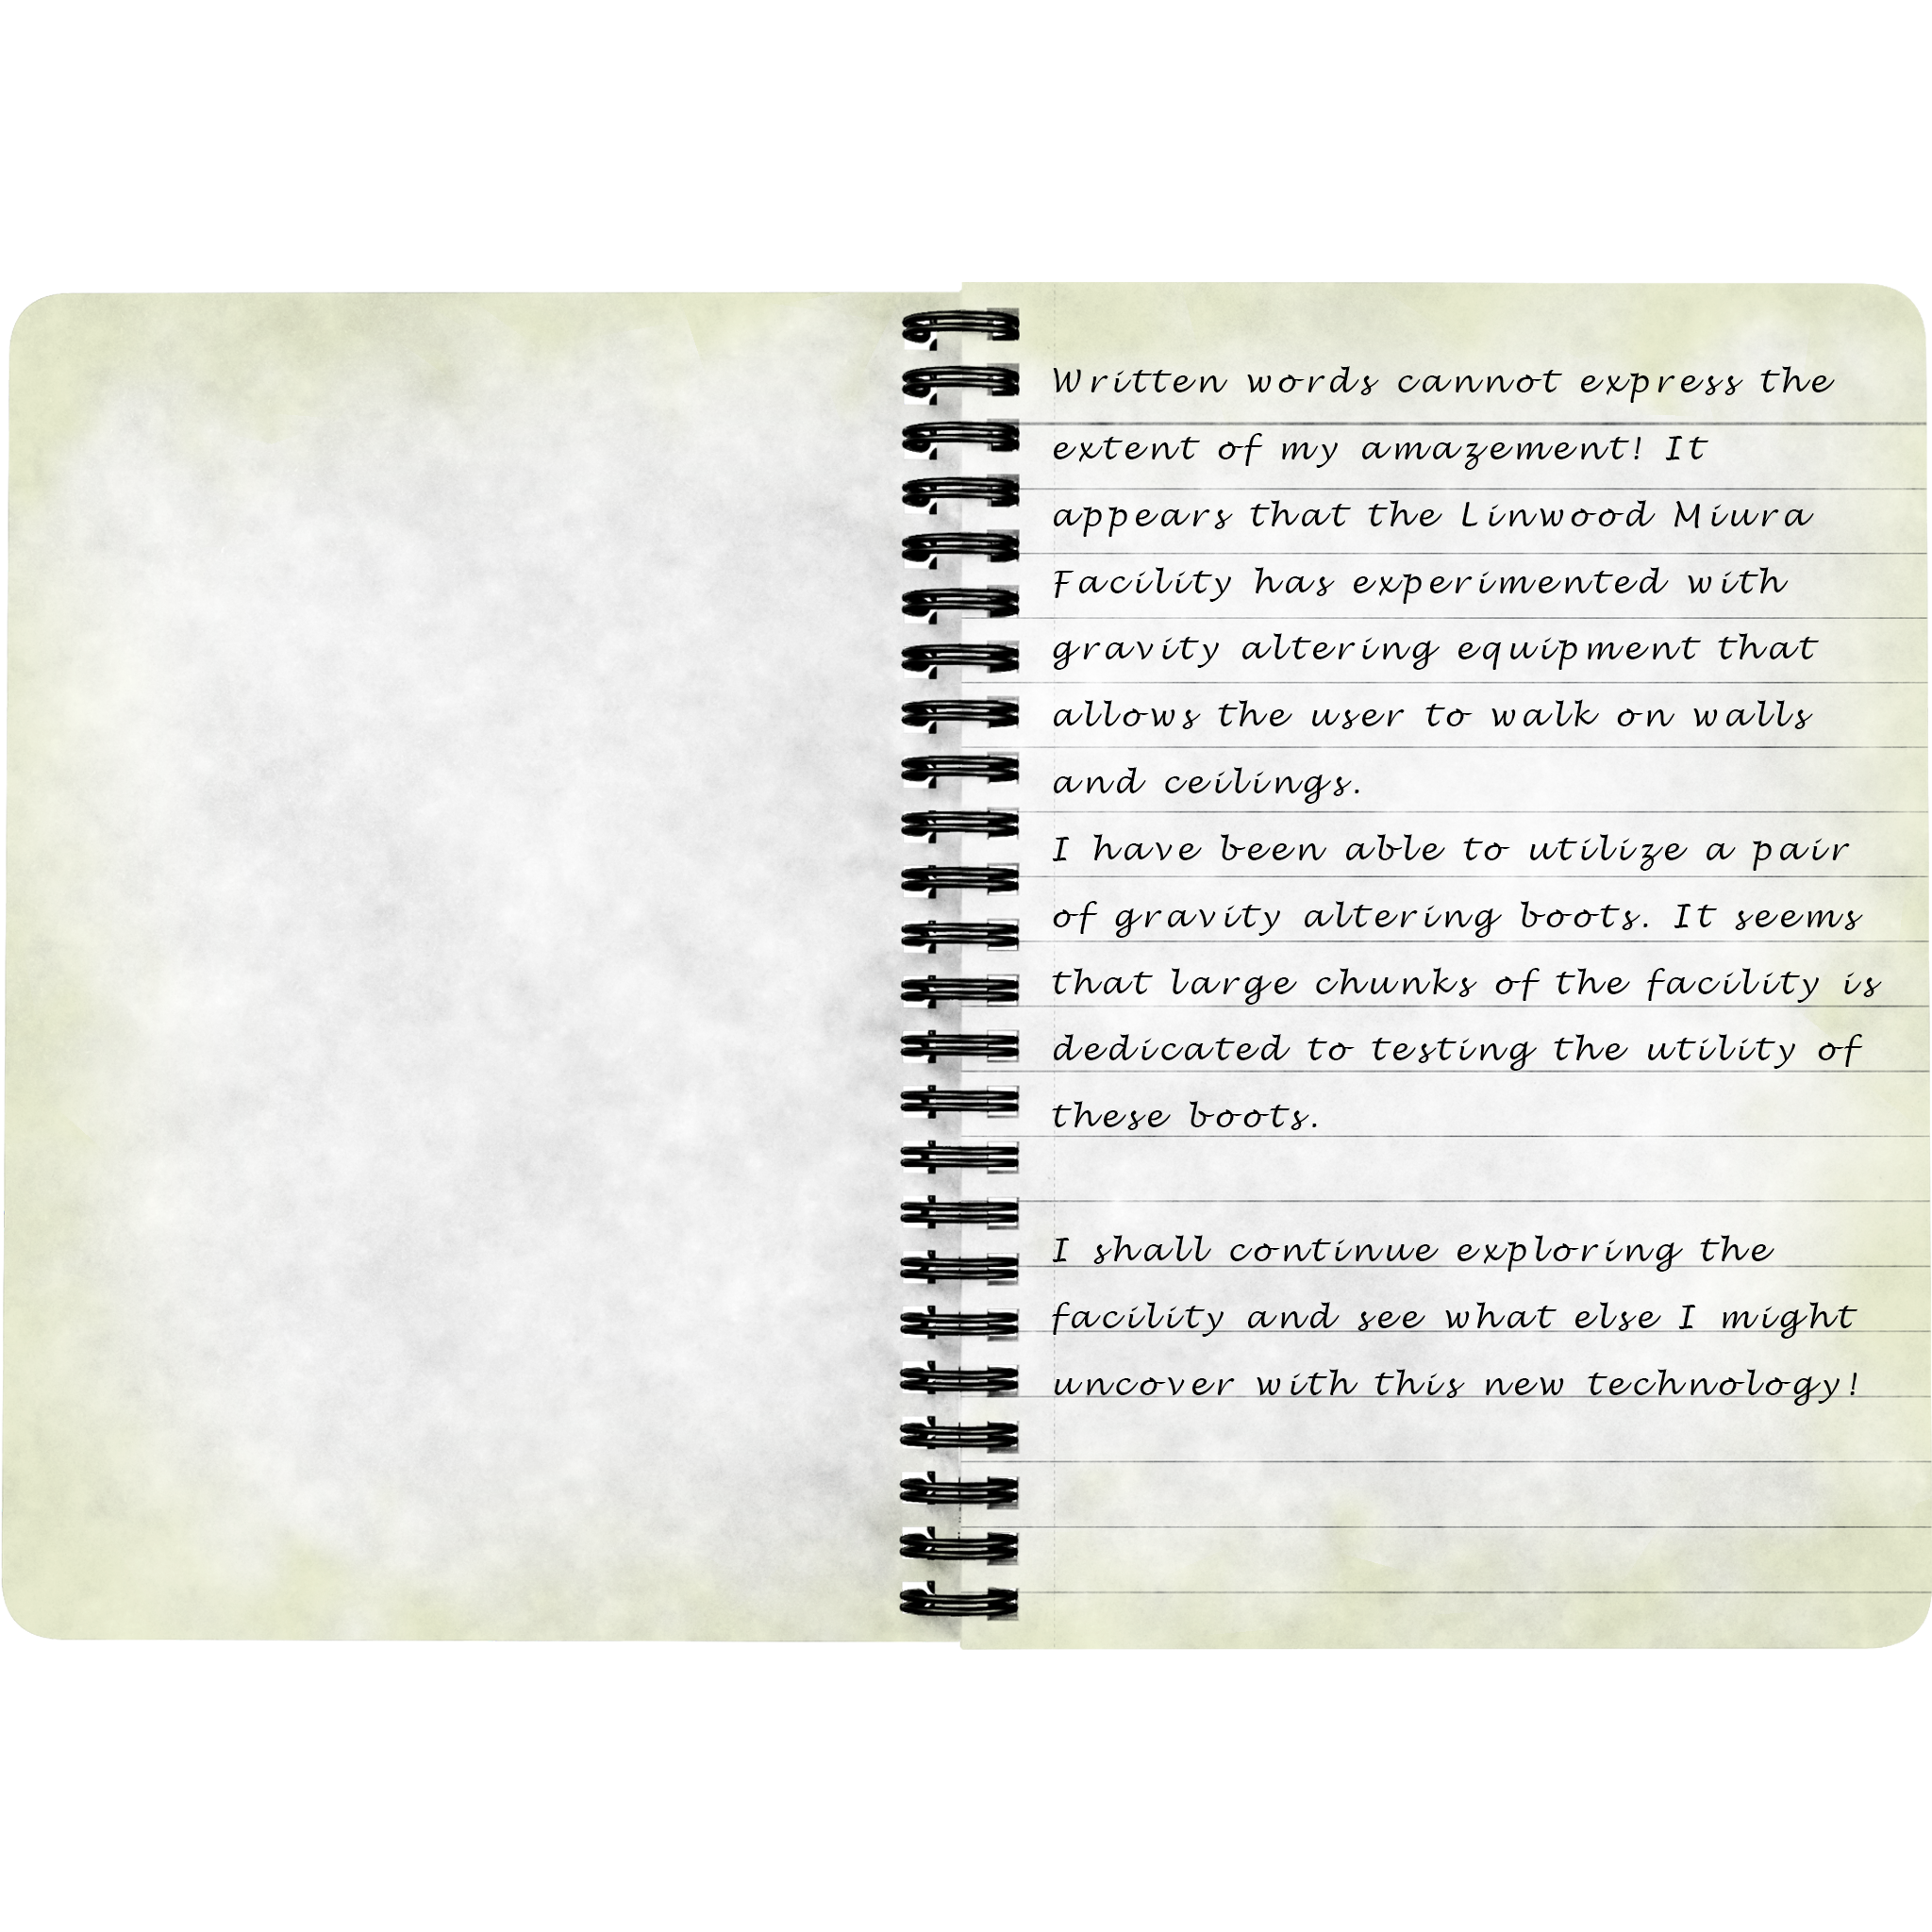 Written words cannot express the
extent of my amazement! It
appears that the Linwood Miura
Facility has experimented with
gravity altering equipment that
allows the user to walk on walls
and ceilings.
I have been able to utilize a pair
of gravity altering boots. It seems
that large chunks of the facility is
dedicated to testing the utility of
these boots.
I shall continue exploring the
facility and see what else I might
uncover with this new technology!